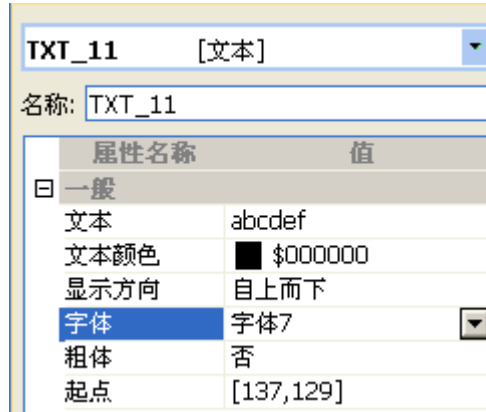 TXT_11 [文本]
名称: TXT_11
属性名称 值
一般
文本 abcdef
文本颜色 $000000
显示方向 自上而下
字体 字体7
粗体 否
起点 [137,129]